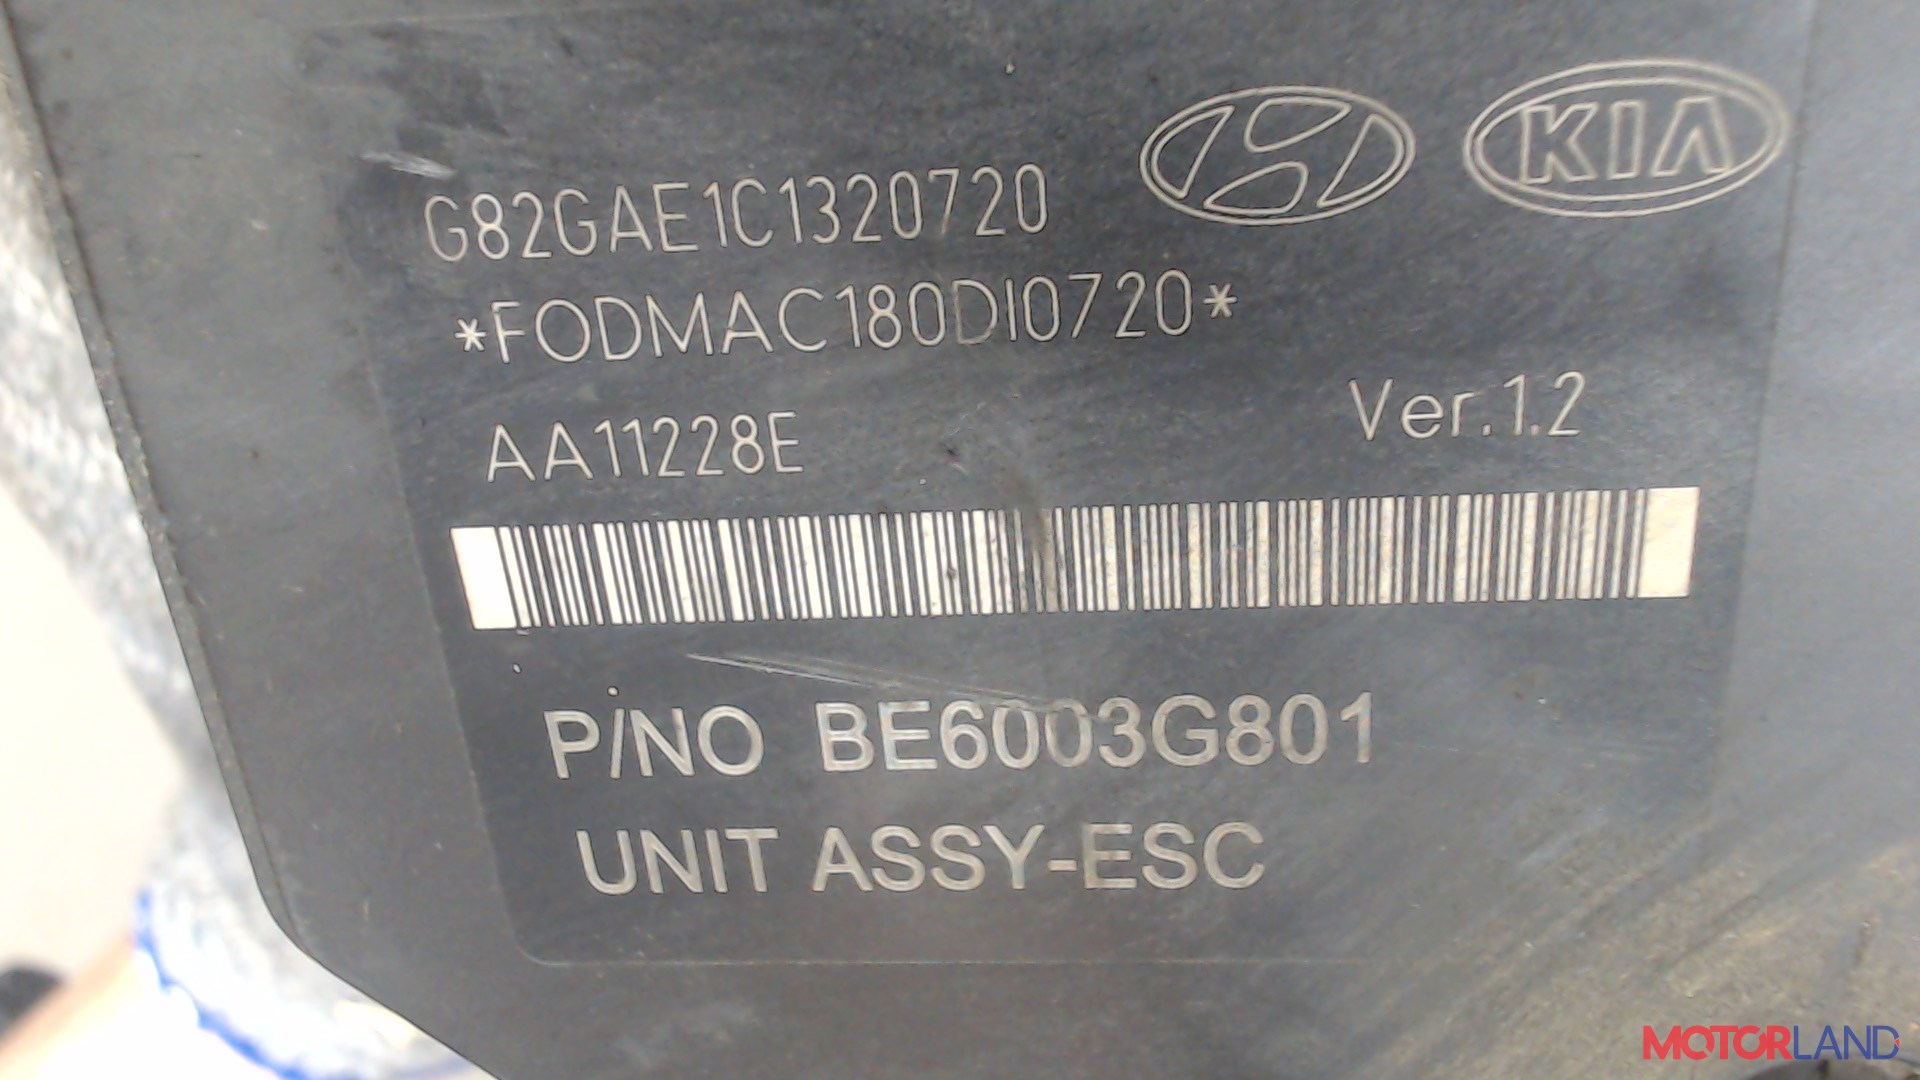 KIA
G82GAE1C1320720
*FODMAC180DI0720*
AA11228E Ver.1.2
P/NO BE6003G801
UNIT ASSY-ESC
MOTORLAND